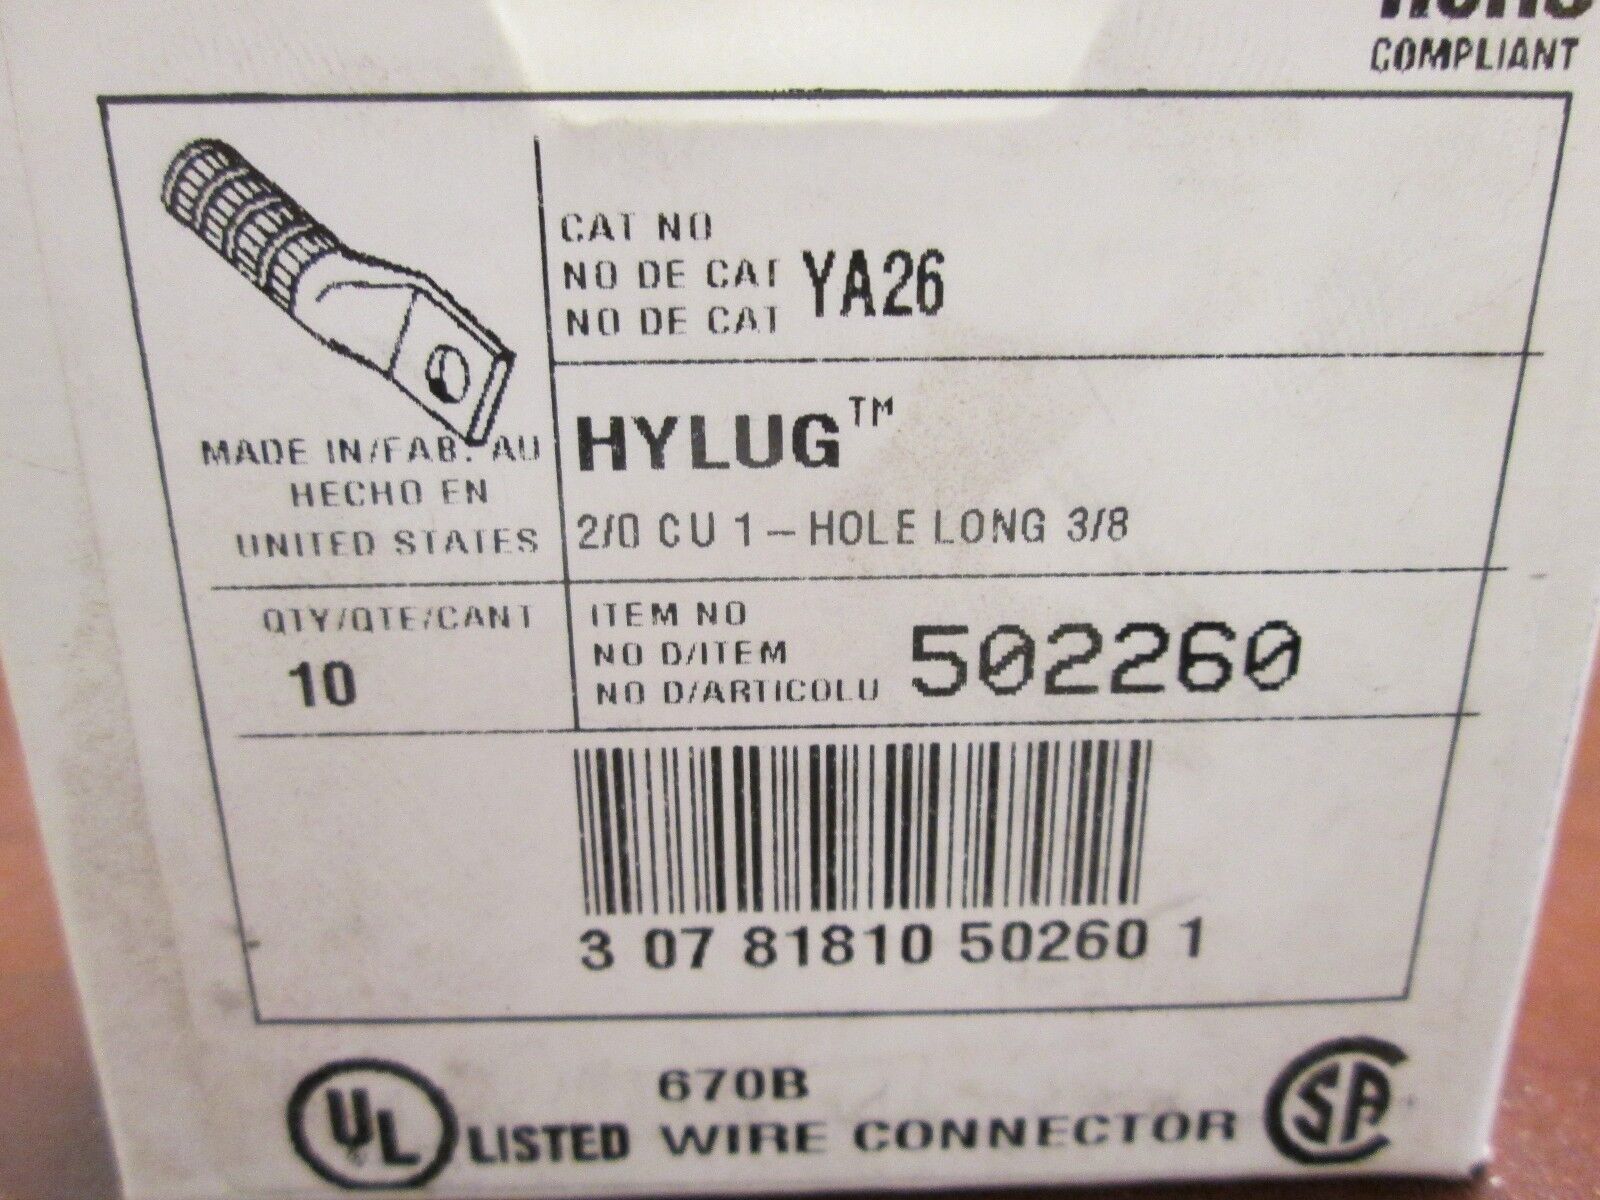 RoHS
COMPLIANT
CAT NO
NO DE CAT
NO DE CAT
YA26
MADE IN/FAB. AU
HECHO EN
UNITED STATES
HYLUG™
2/0 CU 1-HOLE LONG 3/8
QTY/QTE/CANT
10
ITEM NO
NO D/ITEM
NO D/ARTICOLU
502260
3 07 81810 50260 1
670B
UL LISTED WIRE CONNECTOR
SA